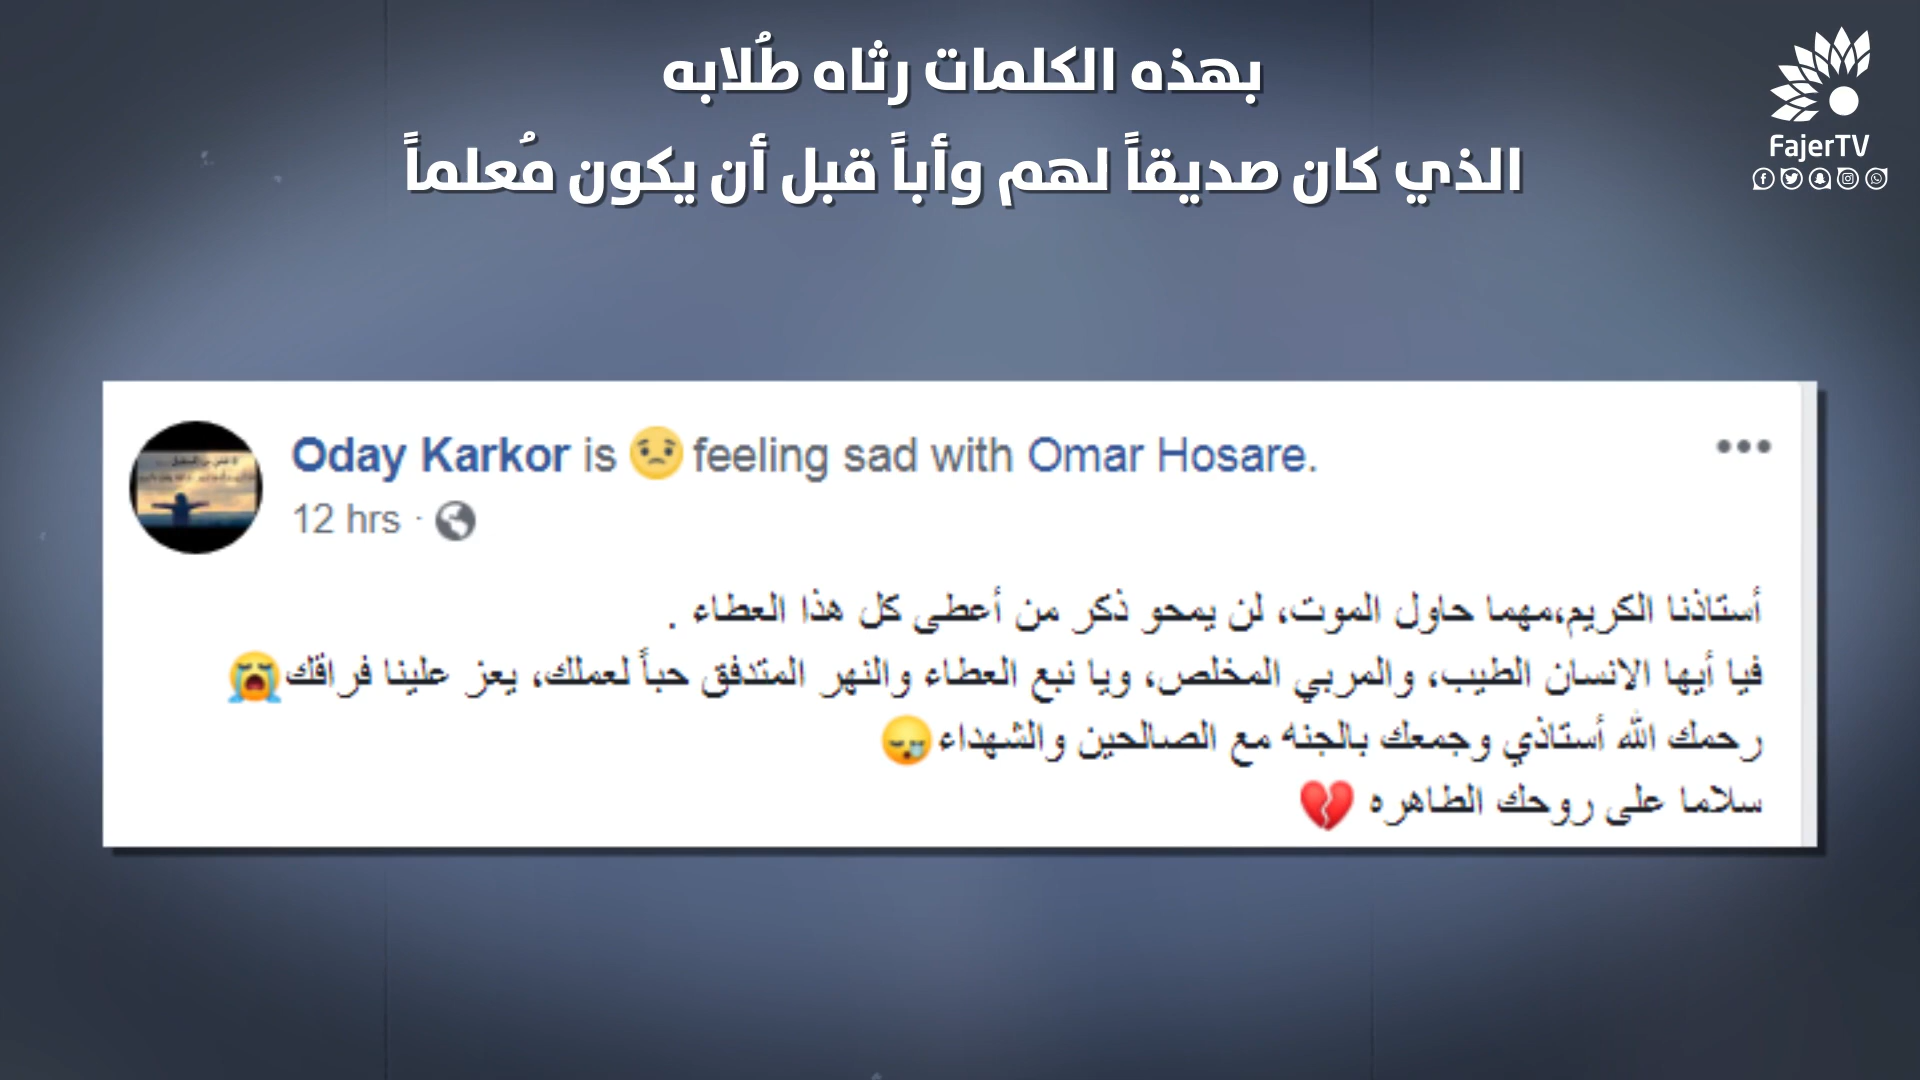 بهذه الكلمات رثاه طُلابه
الذي كان صديقاً لهم وأباً قبل أن يكون مُعلماً
FajerTV
Oday Karkor is 😟 feeling sad with Omar Hosare.
12 hrs ·
أستاذنا الكريم،مهما حاول الموت، لن يمحو ذكر من أعطى كل هذا العطاء .
فيا أيها الانسان الطيب، والمربي المخلص، ويا نبع العطاء والنهر المتدفق حباً لعملك، يعز علينا فراقك😭
رحمك الله أستاذي وجمعك بالجنه مع الصالحين والشهداء😪
سلاما على روحك الطاهره 💔